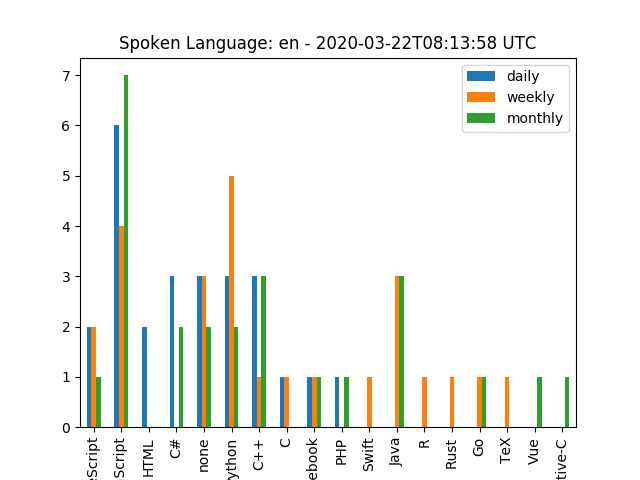 Spoken Language: en - 2020-03-22T08:13:58 UTC
daily
weekly
monthly
7
6
5
4
3
2
1
0
eScript
Script
HTML
C#
none
ython
C++
C
ebook
PHP
Swift
Java
R
Rust
Go
TeX
Vue
tive-C